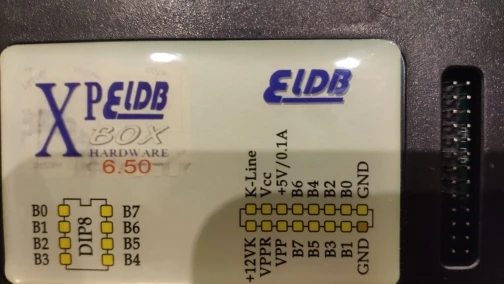 XPELDB
BOX
HARDWARE
6.50
ELDB
B0 B7
B1 B6
B2 B5
B3 B4
DIP8
K-Line Vcc +5V/0.1A B6 B4 B2 B0 GND
+12VK VPPR VPP B7 B5 B3 B1 GND